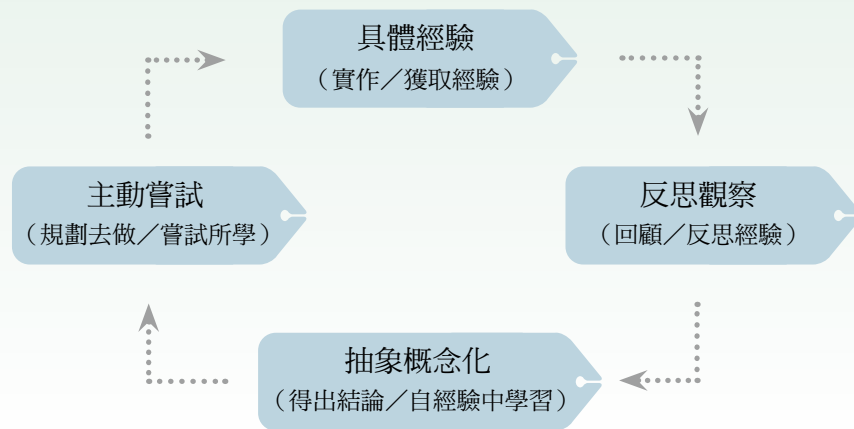 具體經驗
（實作／獲取經驗）
主動嘗試
（規劃去做／嘗試所學）
反思觀察
（回顧／反思經驗）
抽象概念化
（得出結論／自經驗中學習）